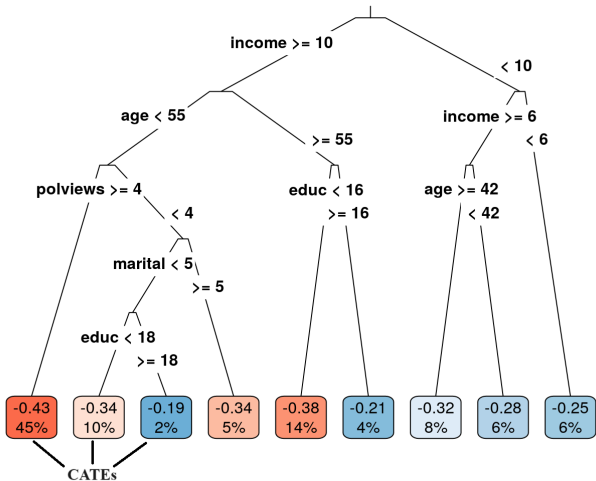 income >= 10
< 10
age < 55
income >= 6
>= 55
< 6
polviews >= 4
educ < 16
age >= 42
< 4
>= 16
< 42
marital < 5
>= 5
educ < 18
>= 18
-0.43 -0.34 -0.19 -0.34 -0.38 -0.21 -0.32 -0.28 -0.25
45% 10% 2% 5% 14% 4% 8% 6% 6%
CATEs